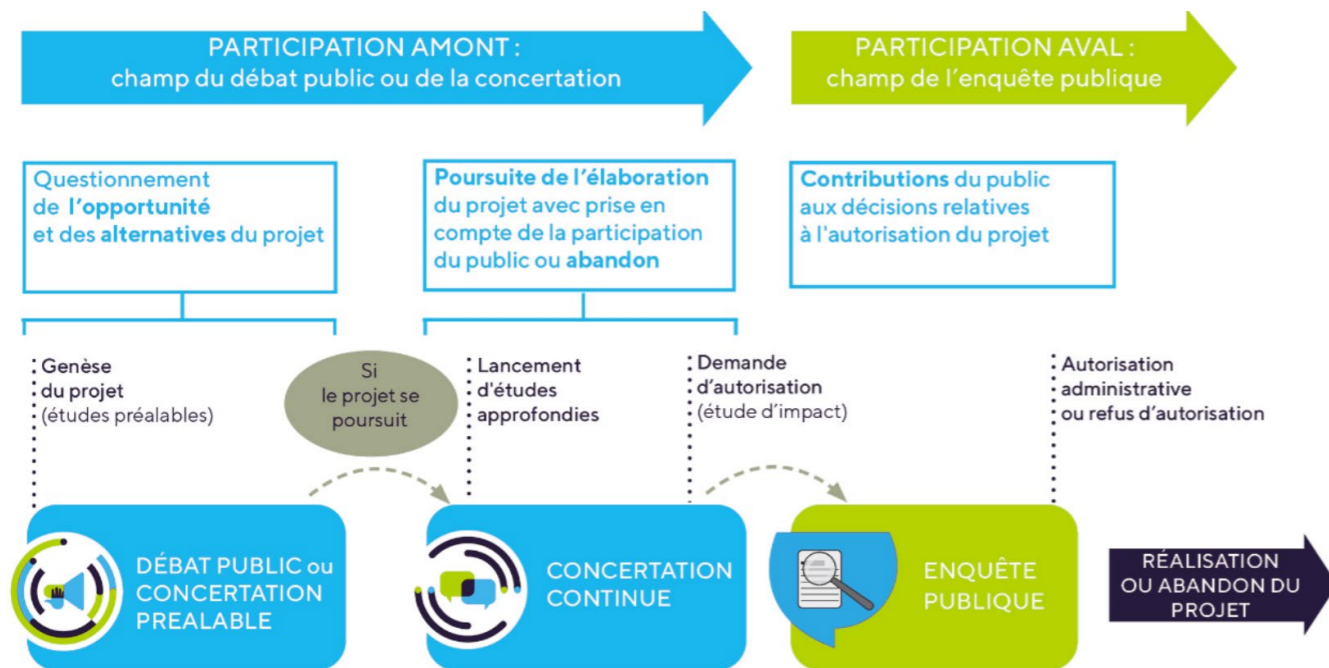 PARTICIPATION AMONT :
champ du débat public ou de la concertation
PARTICIPATION AVAL :
champ de l'enquête publique
Questionnement
de l'opportunité
et des alternatives du projet
Poursuite de l'élaboration
du projet avec prise en
compte de la participation
du public ou abandon
Contributions du public
aux décisions relatives
à l'autorisation du projet
Genèse
du projet
(études préalables)
Si
le projet se
poursuit
Lancement
d'études
approfondies
Demande
d'autorisation
(étude d'impact)
Autorisation
administrative
ou refus d'autorisation
DÉBAT PUBLIC ou
CONCERTATION
PREALABLE
CONCERTATION
CONTINUE
ENQUÊTE
PUBLIQUE
RÉALISATION
OU ABANDON DU
PROJET